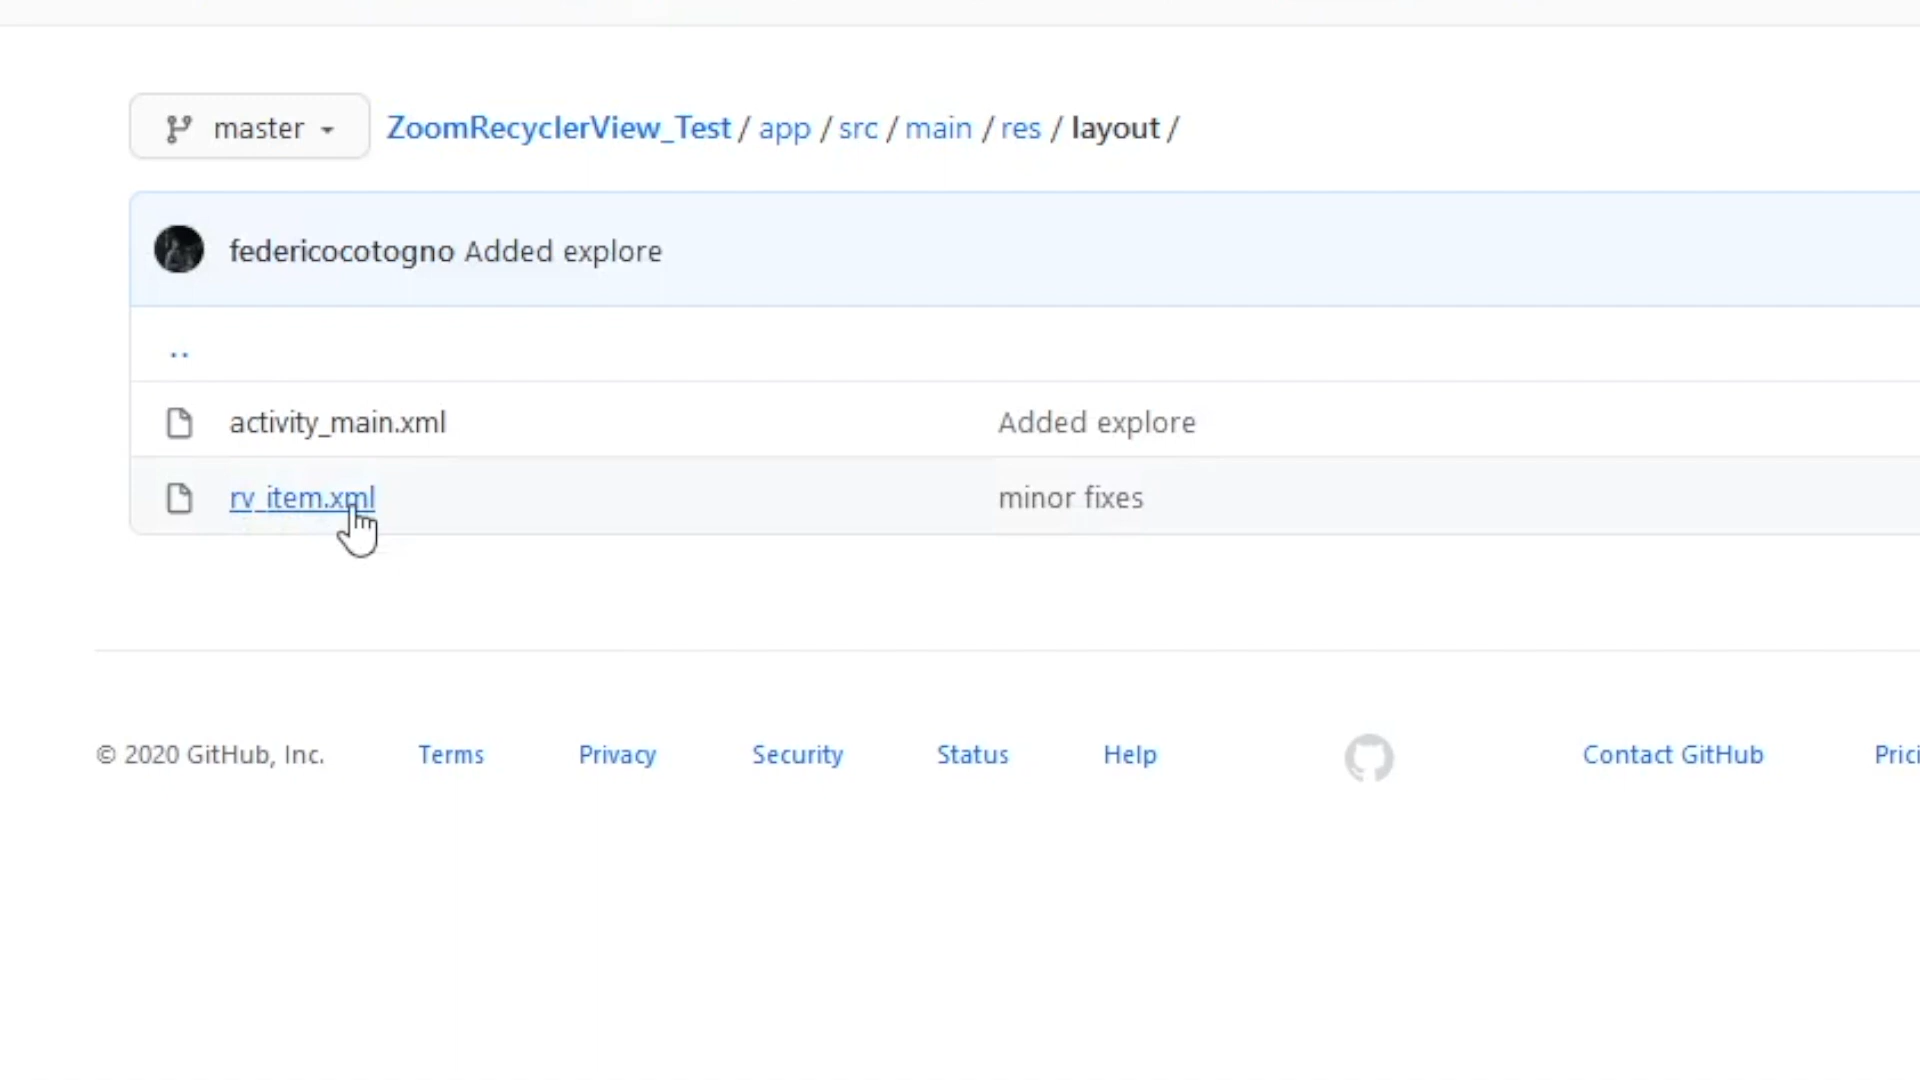 master ZoomRecyclerView_Test / app / src / main / res / layout /
federicocotogno Added explore
..
activity_main.xml Added explore
rv_item.xml minor fixes
© 2020 GitHub, Inc. Terms Privacy Security Status Help Contact GitHub